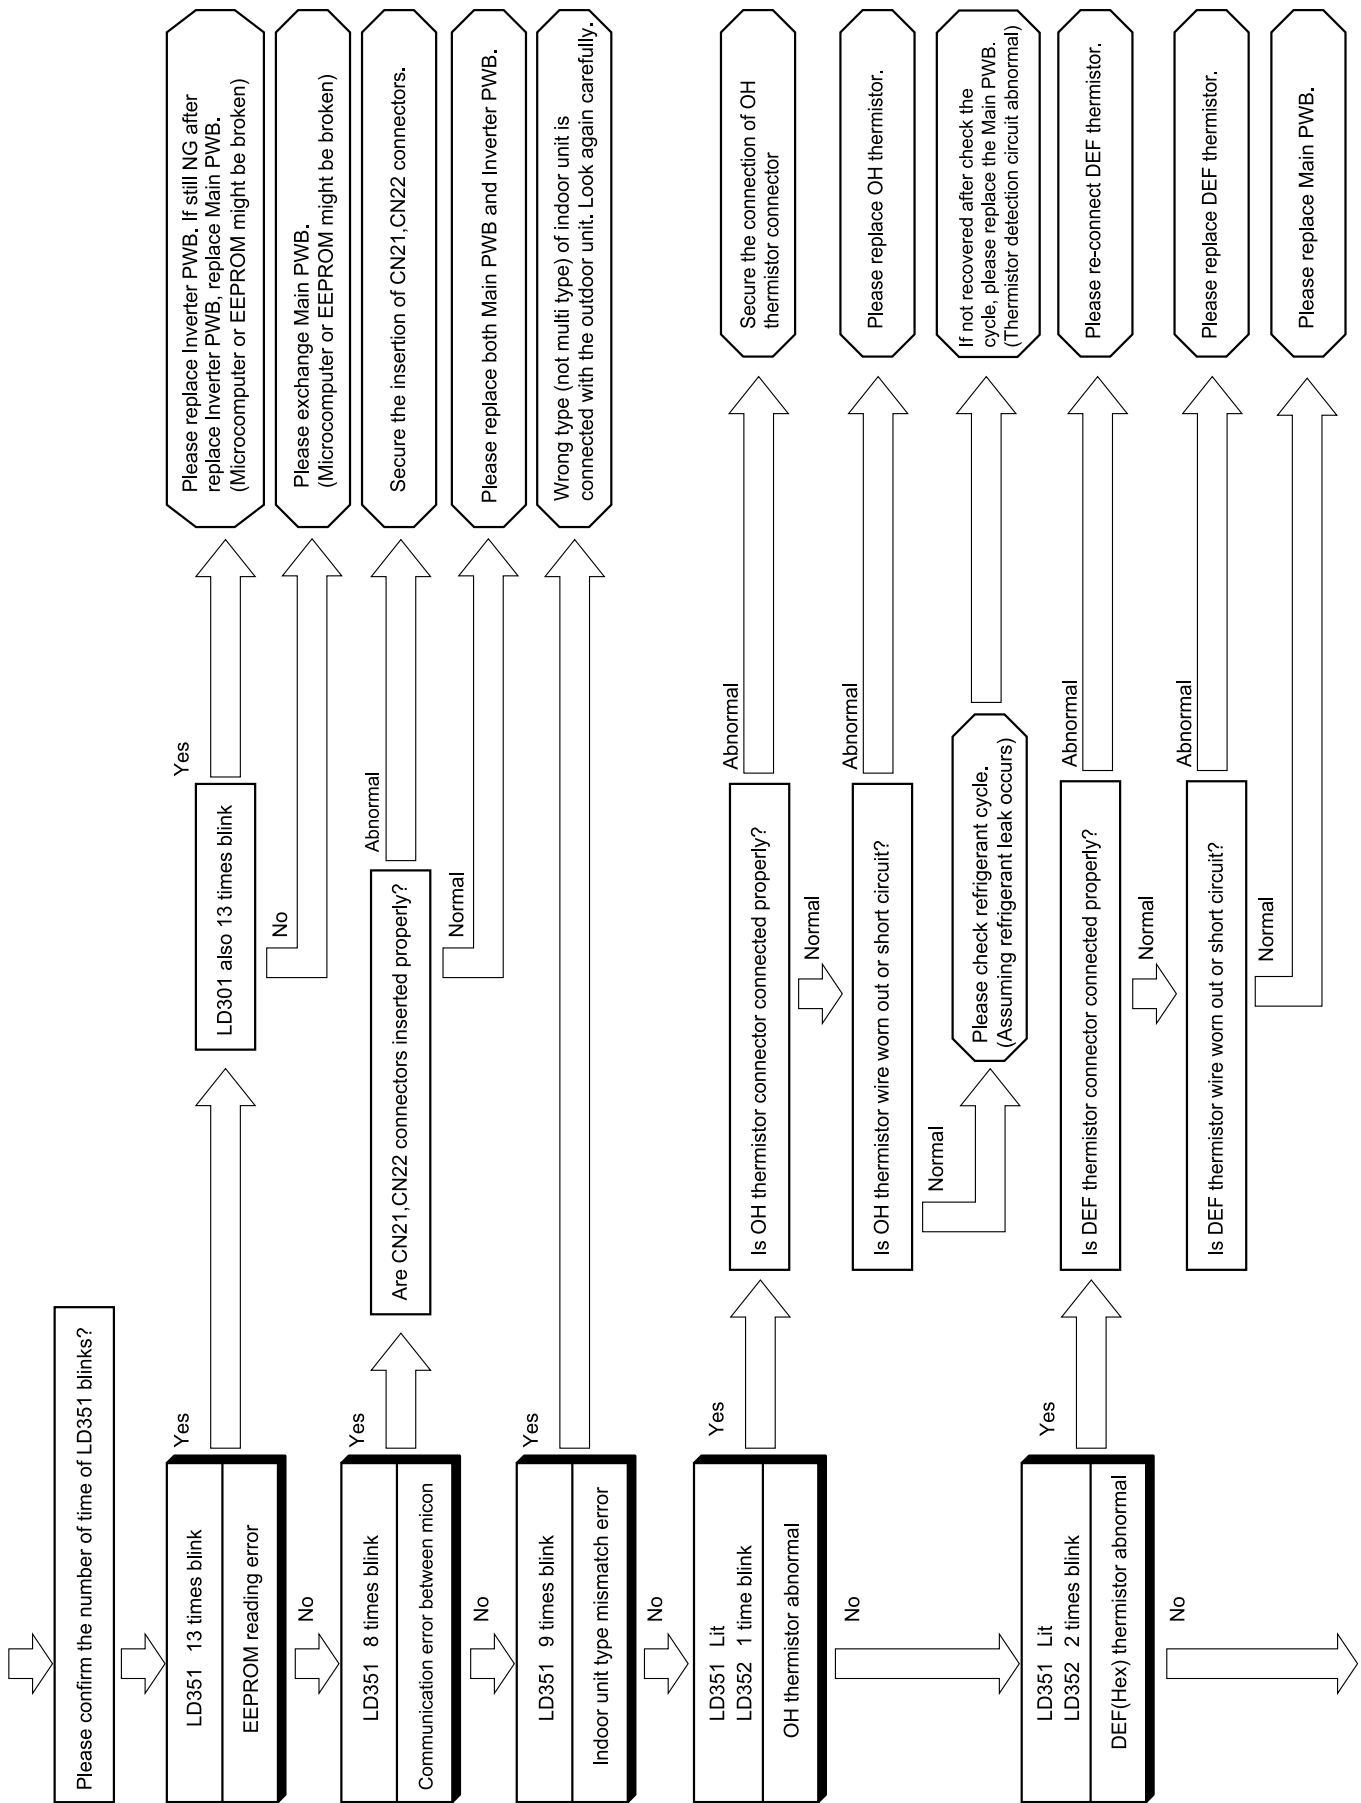 Please confirm the number of time of LD351 blinks?
LD351 13 times blink
EEPROM reading error
Yes
LD301 also 13 times blink
Yes
Please replace Inverter PWB. If still NG after
replace Inverter PWB, replace Main PWB.
(Microcomputer or EEPROM might be broken)
No
Please exchange Main PWB.
(Microcomputer or EEPROM might be broken)
No
LD351 8 times blink
Communication error between micon
Yes
Are CN21,CN22 connectors inserted properly?
Abnormal
Secure the insertion of CN21,CN22 connectors.
Normal
Please replace both Main PWB and Inverter PWB.
No
LD351 9 times blink
Indoor unit type mismatch error
Yes
Wrong type (not multi type) of indoor unit is
connected with the outdoor unit. Look again carefully.
No
LD351 Lit
LD352 1 time blink
OH thermistor abnormal
Yes
Is OH thermistor connector connected properly?
Abnormal
Secure the connection of OH
thermistor connector
Normal
Is OH thermistor wire worn out or short circuit?
Abnormal
Please replace OH thermistor.
Normal
Please check refrigerant cycle.
(Assuming refrigerant leak occurs)
If not recovered after check the
cycle, please replace the Main PWB.
(Thermistor detection circuit abnormal)
No
LD351 Lit
LD352 2 times blink
DEF(Hex) thermistor abnormal
Yes
Is DEF thermistor connector connected properly?
Abnormal
Please re-connect DEF thermistor.
Normal
Is DEF thermistor wire worn out or short circuit?
Abnormal
Please replace DEF thermistor.
Normal
Please replace Main PWB.
No